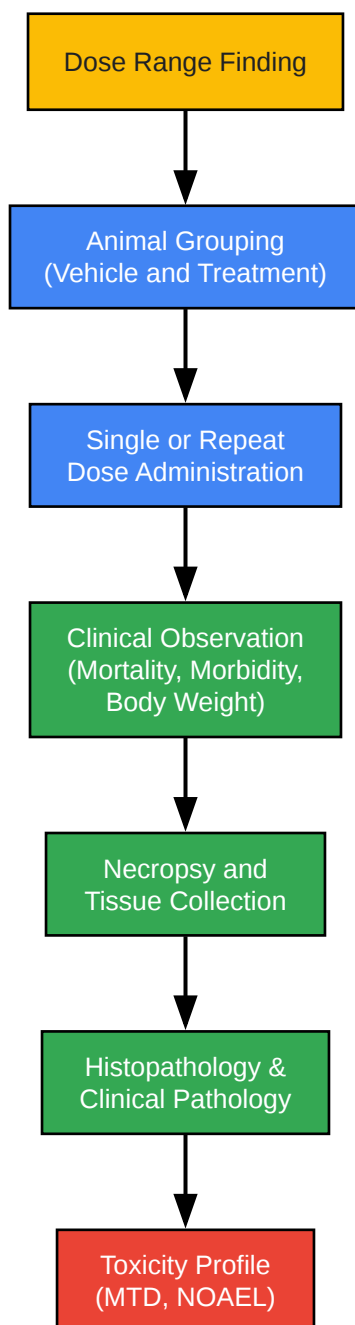 Dose Range Finding
Animal Grouping
(Vehicle and Treatment)
Single or Repeat
Dose Administration
Clinical Observation
(Mortality, Morbidity,
Body Weight)
Necropsy and
Tissue Collection
Histopathology &
Clinical Pathology
Toxicity Profile
(MTD, NOAEL)